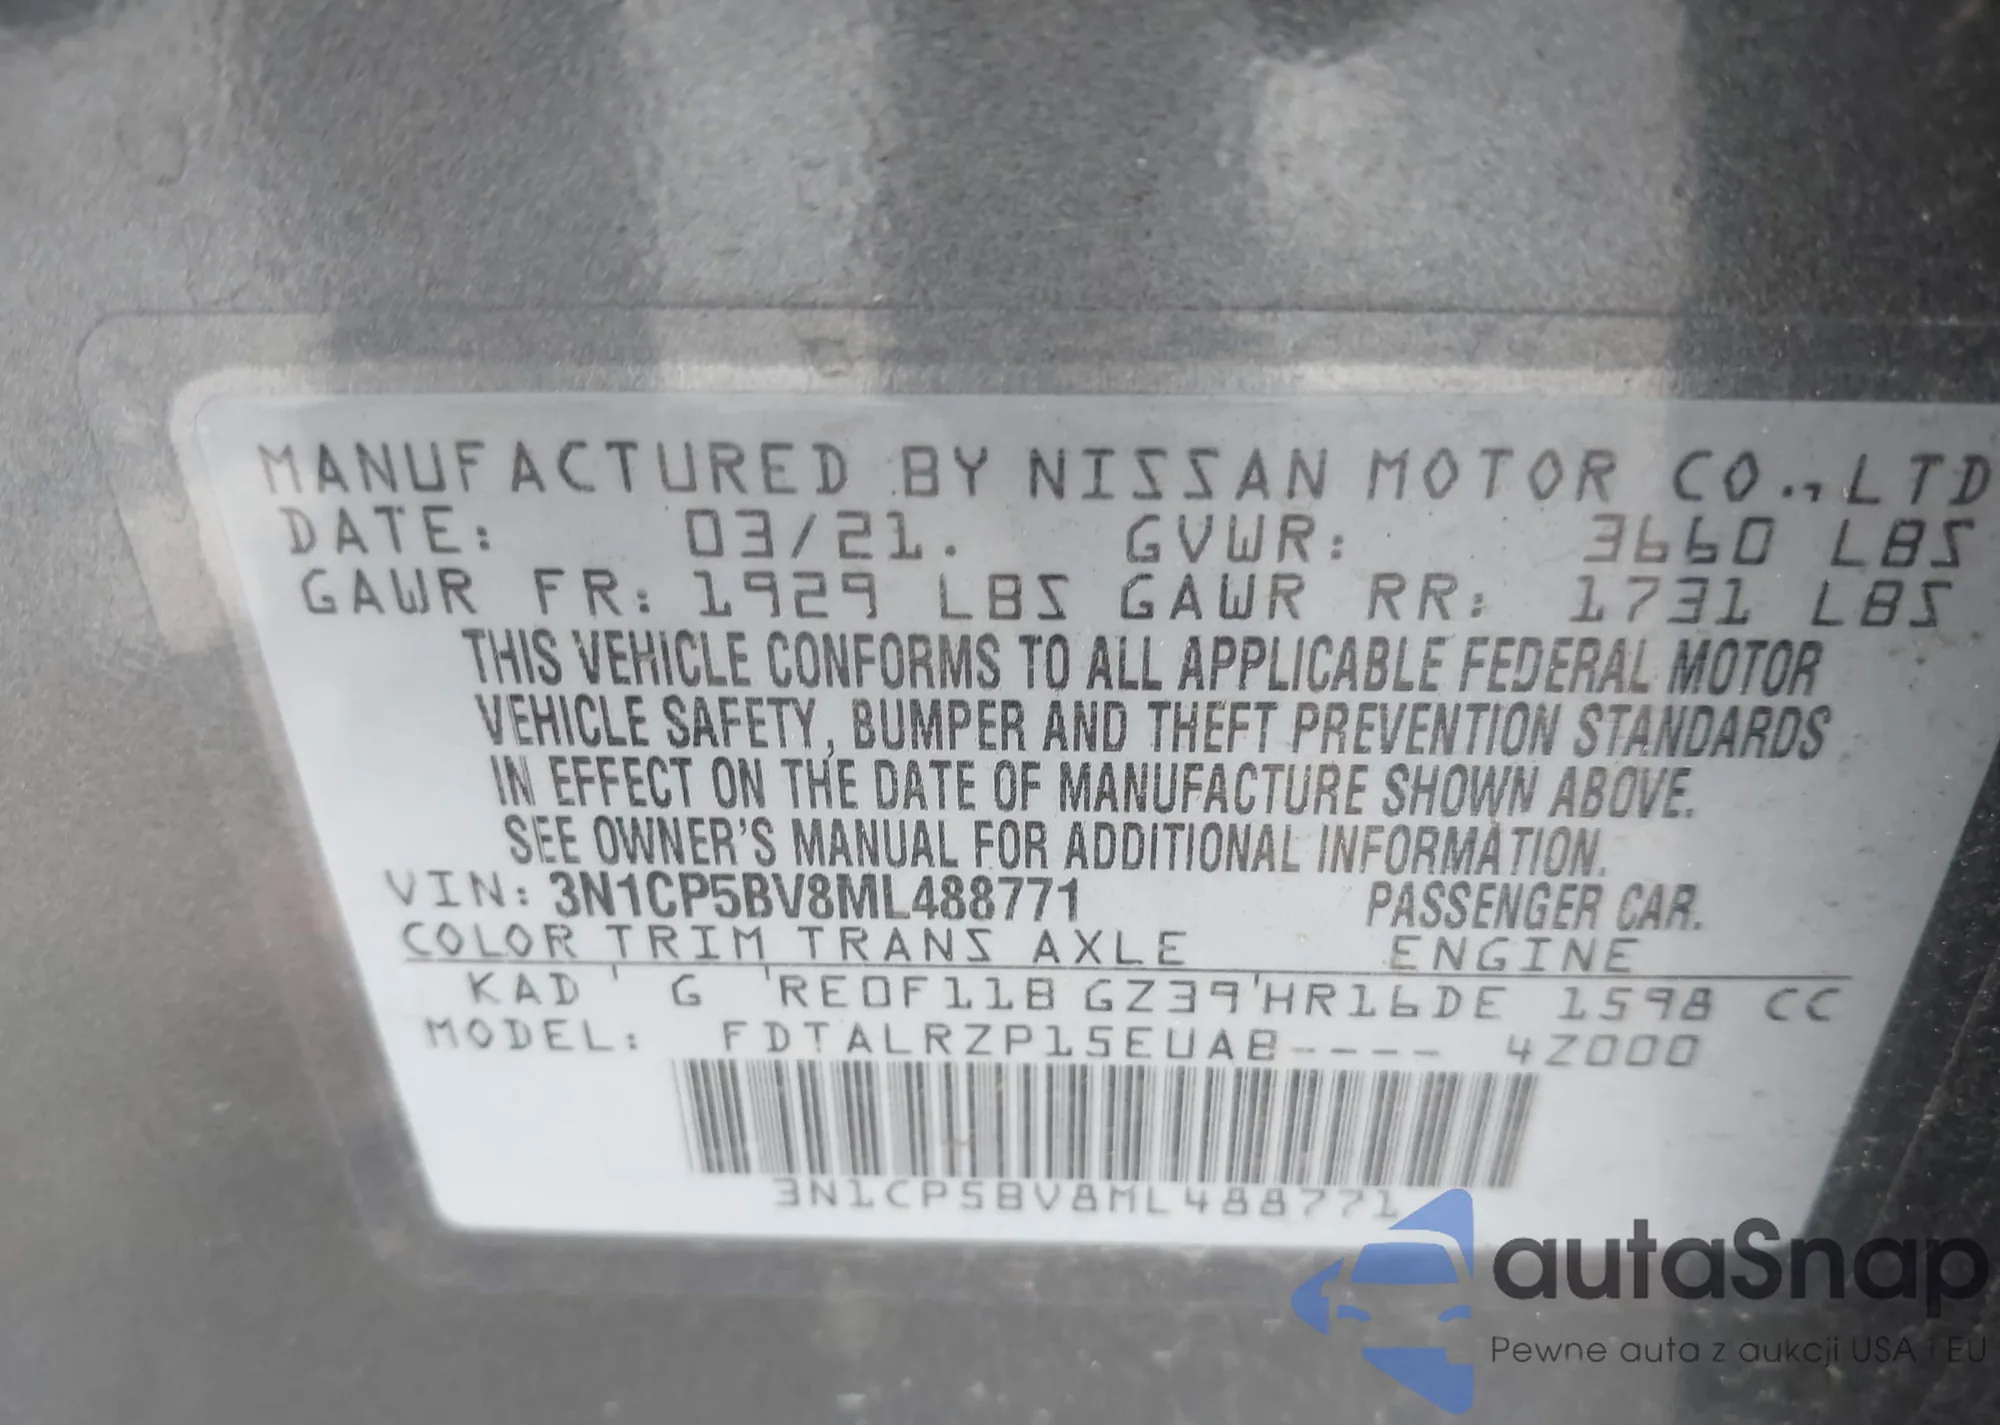 MANUFACTURED BY NISSAN MOTOR CO.,LTD
DATE: 03/21. GVWR: 3660 LBS
GAWR FR: 1929 LBS GAWR RR: 1731 LBS
THIS VEHICLE CONFORMS TO ALL APPLICABLE FEDERAL MOTOR
VEHICLE SAFETY, BUMPER AND THEFT PREVENTION STANDARDS
IN EFFECT ON THE DATE OF MANUFACTURE SHOWN ABOVE.
SEE OWNER'S MANUAL FOR ADDITIONAL INFORMATION.
VIN: 3N1CP5BV8ML488771 PASSENGER CAR.
COLOR TRIM TRANS AXLE ENGINE
KAD ' G 'RE0F11B GZ39'HR16DE 1598 CC
MODEL: FDTALRZP15EUAB---- 4Z000
3N1CP5BV8ML488771
autaSnap
Pewne auta z aukcji USA i EU